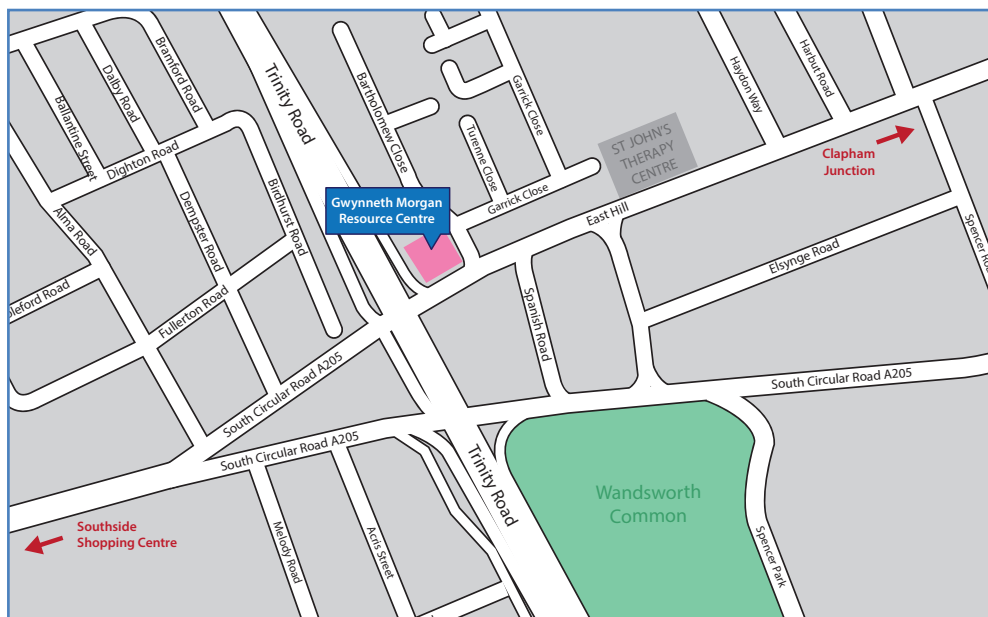 Ballantine Street
Dalby Road
Bramford Road
Trinity Road
Bartholomew Close
Garrick Close
Haydon Way
Harbut Road
Dighton Road
Turenne Close
ST JOHN'S
THERAPY
CENTRE
Clapham
Junction
Gwynneth Morgan
Resource Centre
Garrick Close
East Hill
Alma Road
Dempster Road
Birdhurst Road
Spencer Ro
Elsynge Road
pleford Road
Fullerton Road
Spanish Road
South Circular Road A205
South Circular Road A205
South Circular Road A205
Trinity Road
Wandsworth
Common
Southside
Shopping Centre
Melody Road
Acris Street
Spencer Park